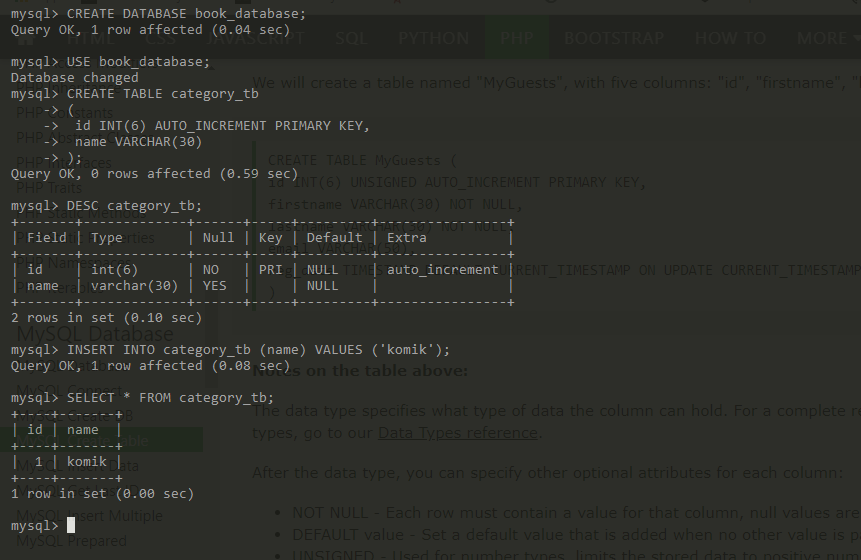 mysql> CREATE DATABASE book_database;
Query OK, 1 row affected (0.04 sec)
HTML CSS JAVASCRIPT SQL PYTHON PHP BOOTSTRAP HOW TO MORE
mysql> USE book_database;
Database changed
We will create a table named "MyGuests", with five columns: "id", "firstname",
mysql> CREATE TABLE category_tb
-> (
PHP Constants
-> id INT(6) AUTO_INCREMENT PRIMARY KEY,
-> name VARCHAR(30)
-> );
PHP Interfaces
CREATE TABLE MyGuests (
Query OK, 0 rows affected (0.59 sec)
PHP Traits
id INT(6) UNSIGNED AUTO_INCREMENT PRIMARY KEY,
firstname VARCHAR(30) NOT NULL,
mysql> DESC category_tb;
PHP Static Methods
lastname VARCHAR(30) NOT NULL,
+-------+-------------+------+-----+---------+----------------+
| Field | Type | Null | Key | Default | Extra |
+-------+-------------+------+-----+---------+----------------+
| id | int(6) | NO | PRI | NULL | auto_increment |
| name | varchar(30) | YES | | NULL | |
+-------+-------------+------+-----+---------+----------------+
email VARCHAR(50),
CURRENT_TIMESTAMP ON UPDATE CURRENT_TIMESTAMP
)
2 rows in set (0.10 sec)
MySQL Database
mysql> INSERT INTO category_tb (name) VALUES ('komik');
Query OK, 1 row affected (0.08 sec)
Notes on the table above:
MySQL Connect
mysql> SELECT * FROM category_tb;
The data type specifies what type of data the column can hold. For a complete
types, go to our Data Types reference.
+----+-------+
| id | name |
+----+-------+
| 1 | komik |
+----+-------+
After the data type, you can specify other optional attributes for each column:
1 row in set (0.00 sec)
• NOT NULL - Each row must contain a value for that column, null values are
MySQL Insert Multiple
mysql>
• DEFAULT value - Set a default value that is added when no other value is
MySQL Prepared
• UNSIGNED - Used for number types, limits the stored data to positive